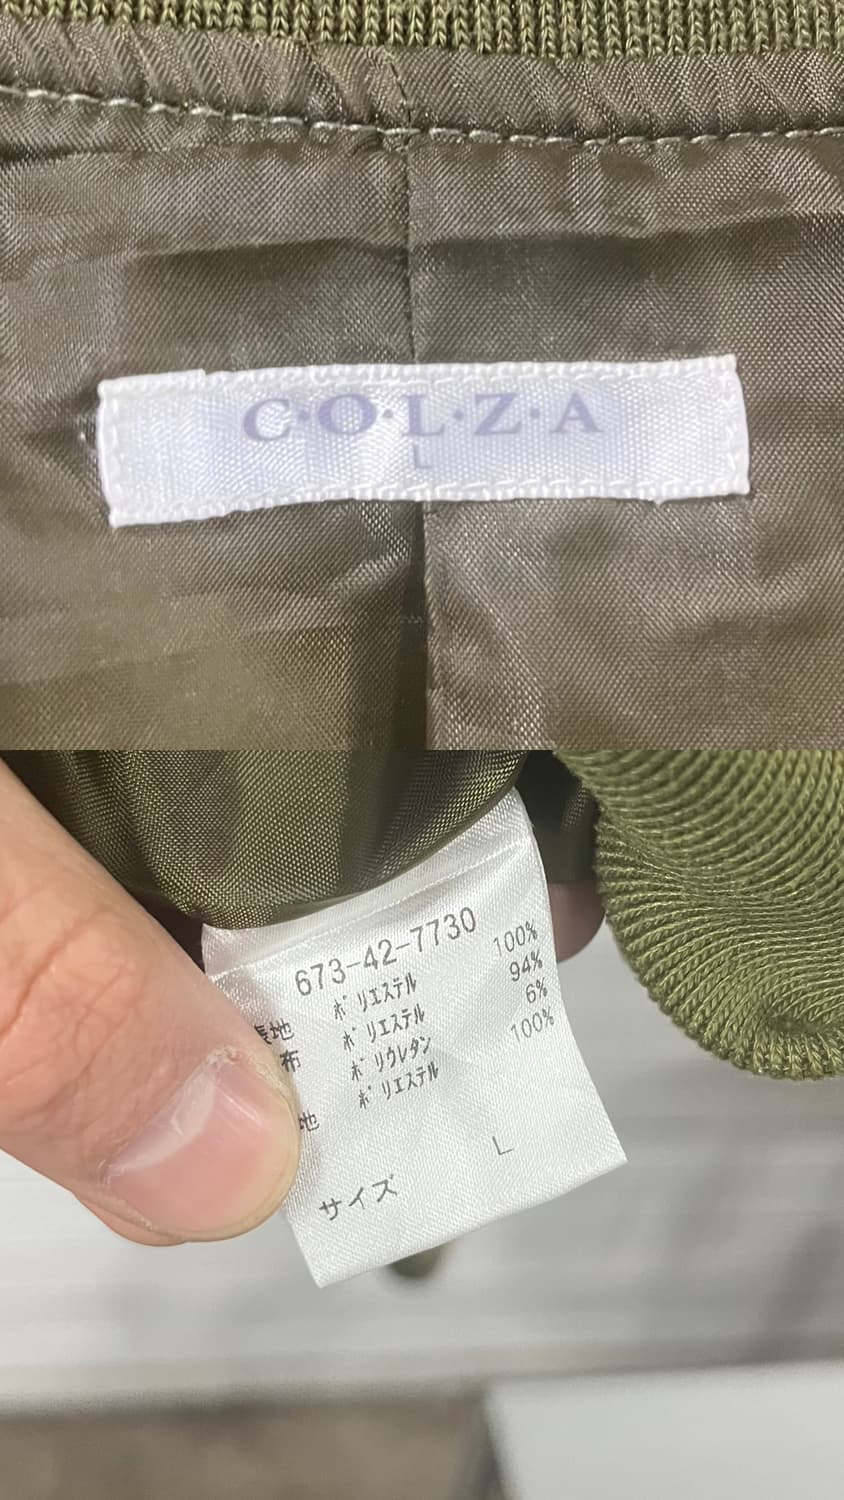 C·O·L·Z·A
L
673-42-7730
表地 ポリエステル 100%
布 ポリエステル 94%
ポリウレタン 6%
地 ポリエステル 100%
サイズ L